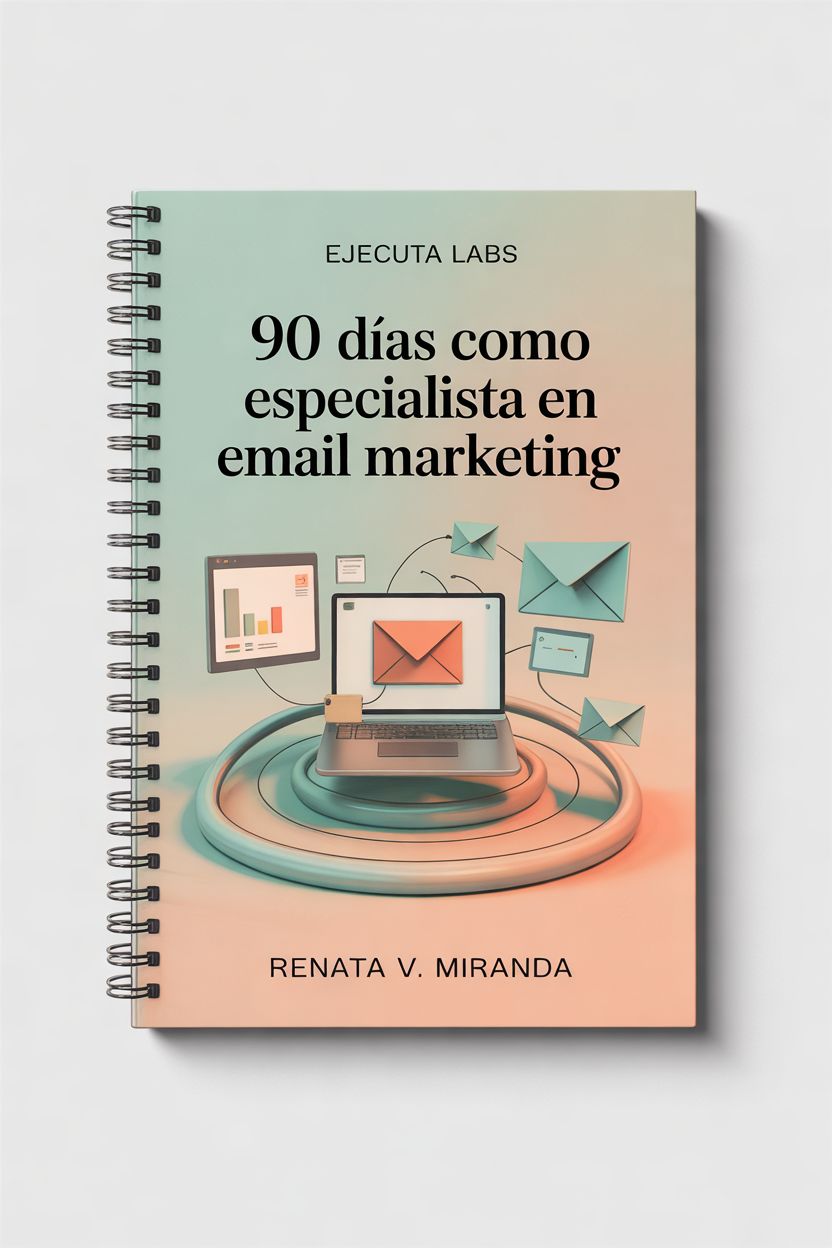 EJECUTA LABS
90 días como
especialista en
email marketing
RENATA V. MIRANDA